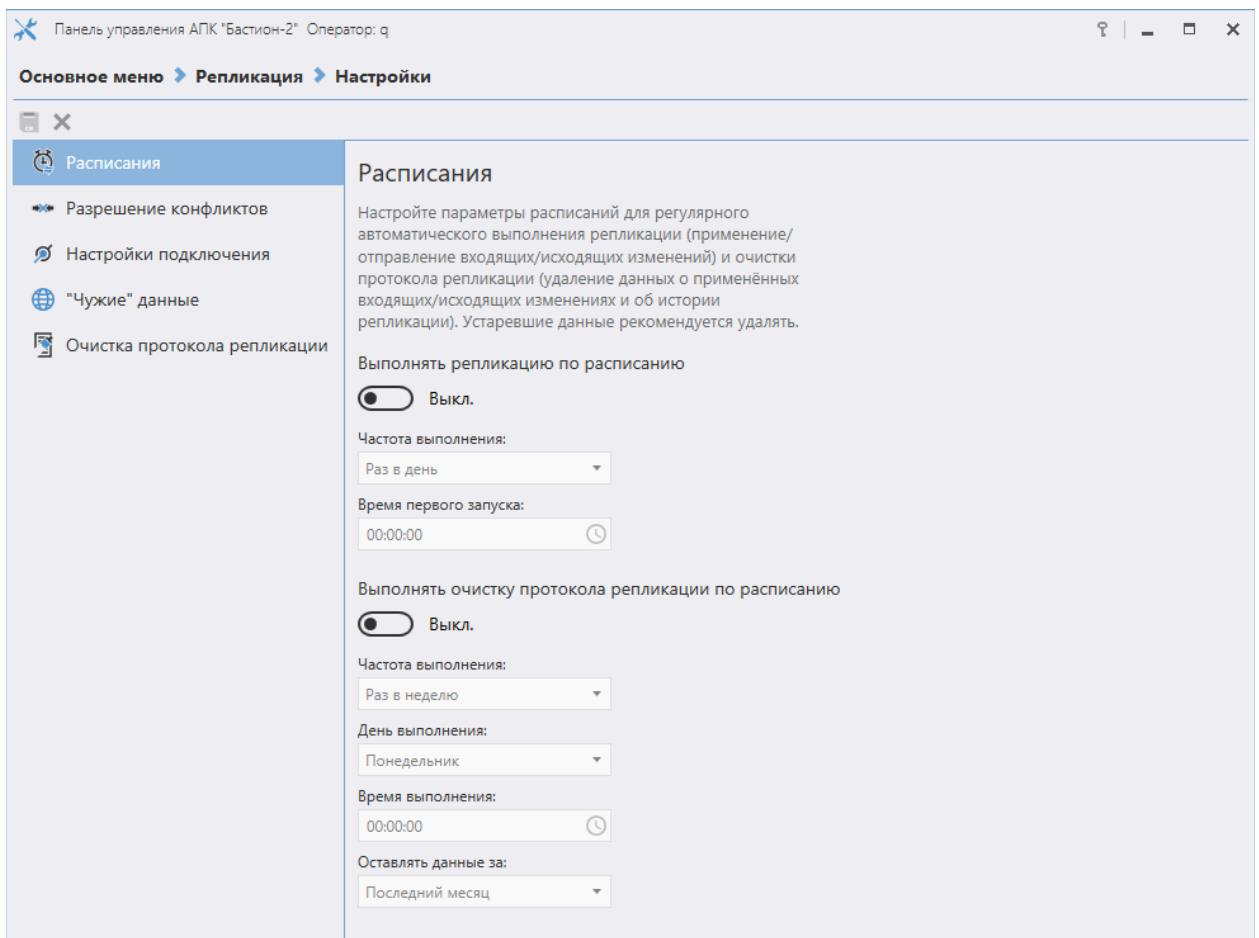 Панель управления АПК "Бастион-2" Оператор: q
Основное меню Репликация Настройки
Расписания
Разрешение конфликтов
Настройки подключения
"Чужие" данные
Очистка протокола репликации
Расписания
Настройте параметры расписаний для регулярного
автоматического выполнения репликации (применение/
отправление входящих/исходящих изменений) и очистки
протокола репликации (удаление данных о применённых
входящих/исходящих изменениях и об истории
репликации). Устаревшие данные рекомендуется удалять.
Выполнять репликацию по расписанию
Выкл.
Частота выполнения:
Раз в день
Время первого запуска:
00:00:00
Выполнять очистку протокола репликации по расписанию
Выкл.
Частота выполнения:
Раз в неделю
День выполнения:
Понедельник
Время выполнения:
00:00:00
Оставлять данные за:
Последний месяц